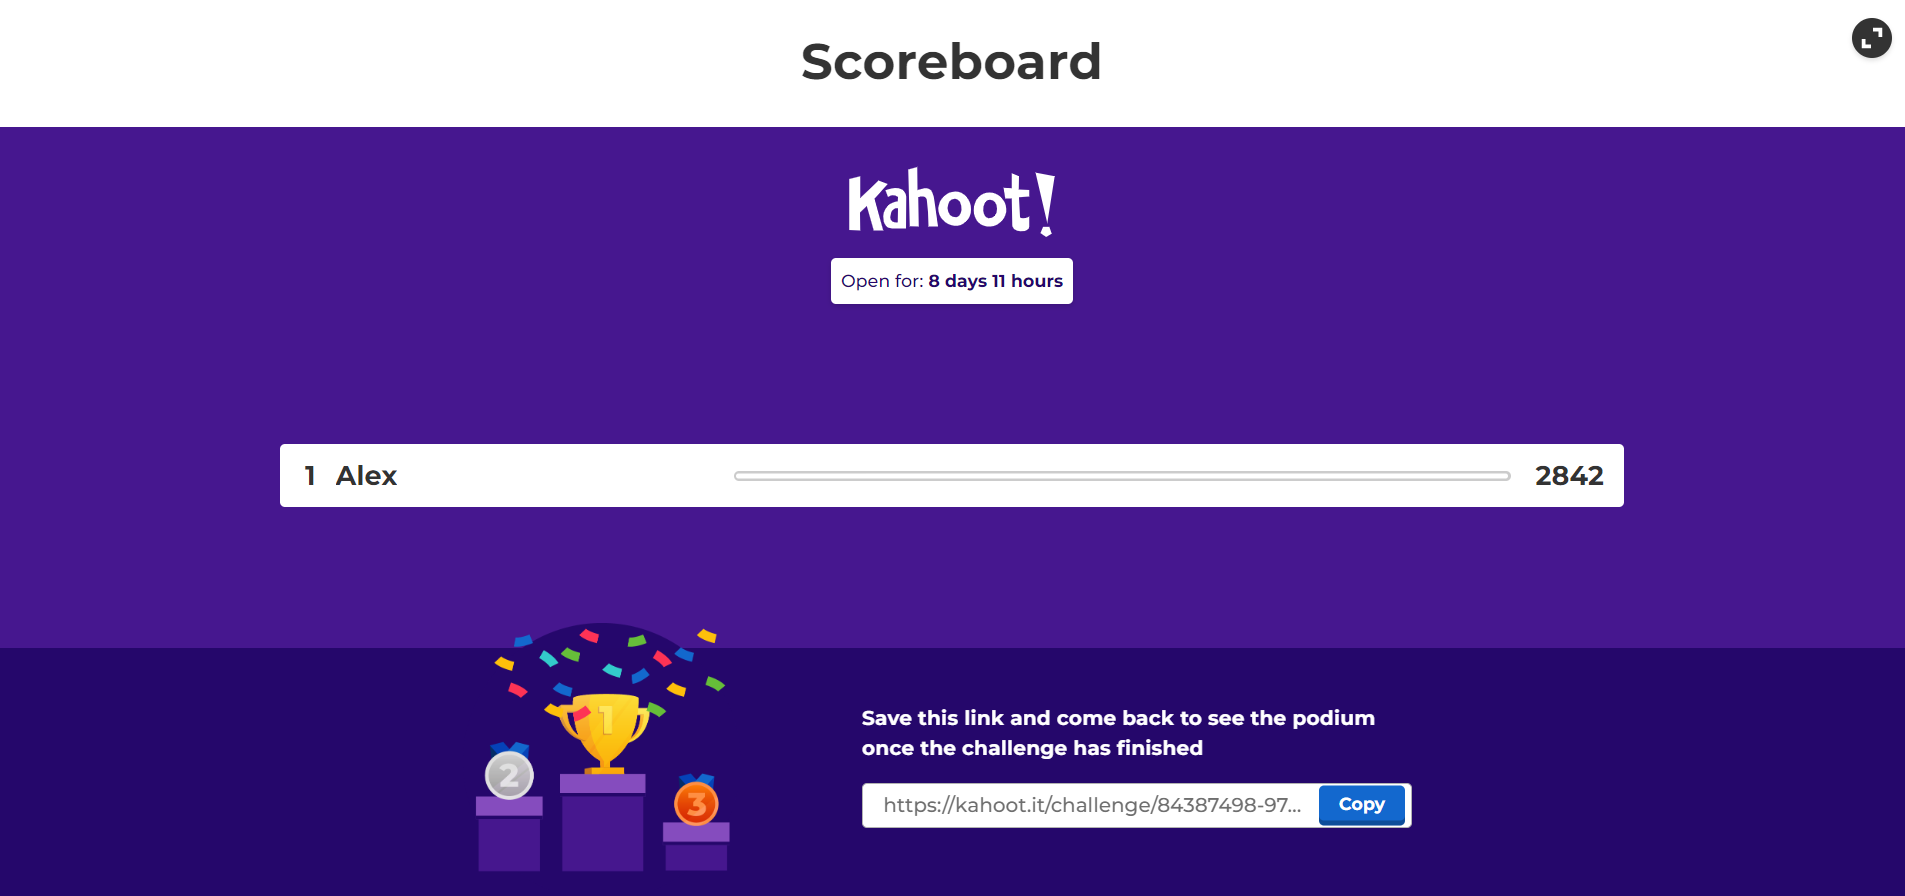 Scoreboard
Kahoot!
Open for: 8 days 11 hours
1 Alex 2842
1
2
3
Save this link and come back to see the podium
once the challenge has finished
https://kahoot.it/challenge/84387498-97... Copy